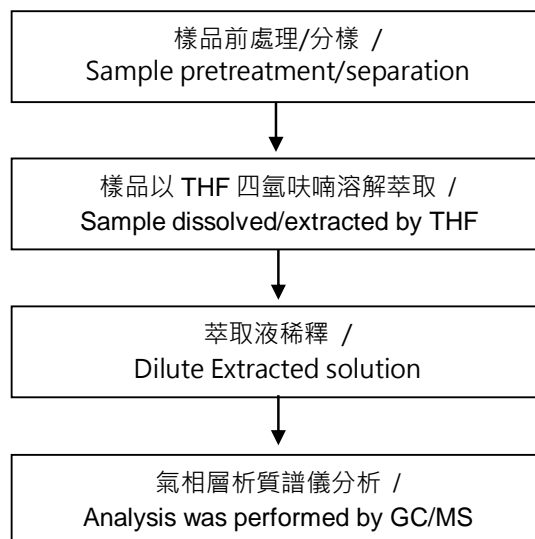 樣品前處理/分樣 /
Sample pretreatment/separation
樣品以 THF 四氫呋喃溶解萃取 /
Sample dissolved/extracted by THF
萃取液稀釋 /
Dilute Extracted solution
氣相層析質譜儀分析 /
Analysis was performed by GC/MS